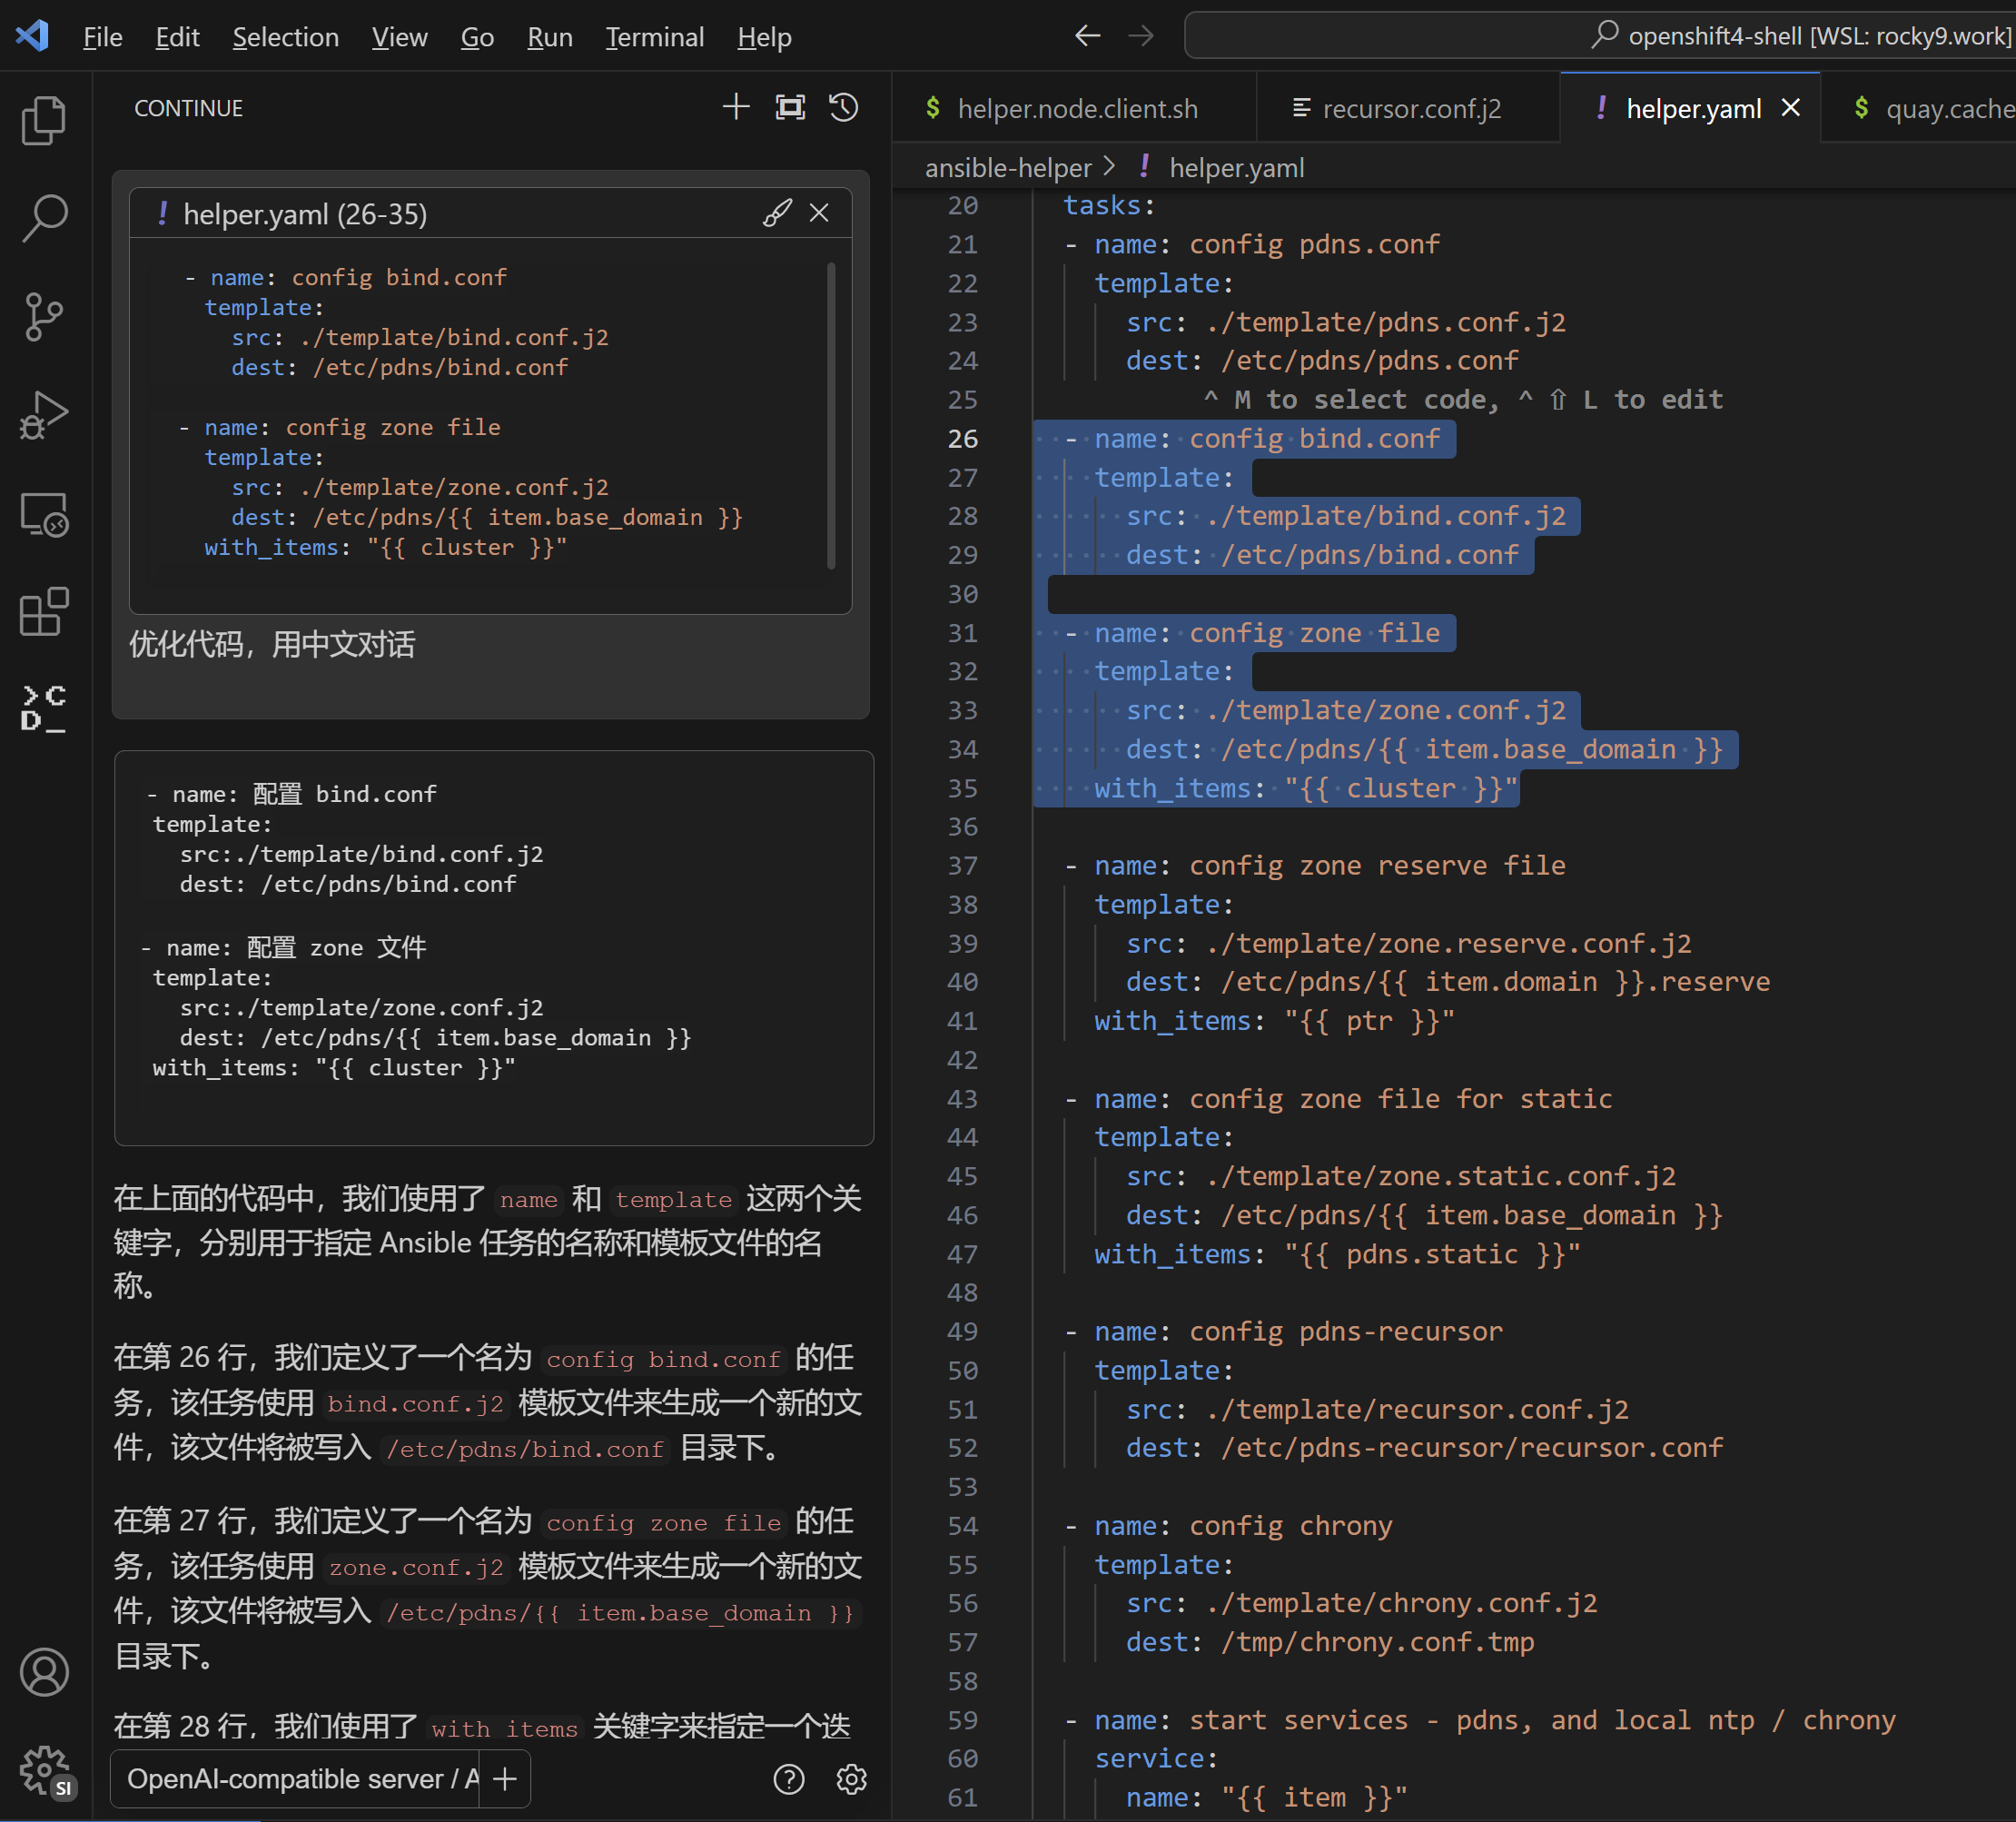 File Edit Selection View Go Run Terminal Help
openshift4-shell [WSL: rocky9.work]
CONTINUE
helper.yaml (26-35)
- name: config bind.conf
template:
src: ./template/bind.conf.j2
dest: /etc/pdns/bind.conf
- name: config zone file
template:
src: ./template/zone.conf.j2
dest: /etc/pdns/{{ item.base_domain }}
with_items: "{{ cluster }}"
优化代码，用中文对话
- name: 配置 bind.conf
template:
src:./template/bind.conf.j2
dest: /etc/pdns/bind.conf
- name: 配置 zone 文件
template:
src:./template/zone.conf.j2
dest: /etc/pdns/{{ item.base_domain }}
with_items: "{{ cluster }}"
在上面的代码中，我们使用了 name 和 template 这两个关
键字，分别用于指定 Ansible 任务的名称和模板文件的名
称。
在第 26 行，我们定义了一个名为 config bind.conf 的任
务，该任务使用 bind.conf.j2 模板文件来生成一个新的文
件，该文件将被写入 /etc/pdns/bind.conf 目录下。
在第 27 行，我们定义了一个名为 config zone file 的任
务，该任务使用 zone.conf.j2 模板文件来生成一个新的文
件，该文件将被写入 /etc/pdns/{{ item.base_domain }}
目录下。
在第 28 行，我们使用了 with_items 关键字来指定一个迭
OpenAI-compatible server / A
SI
>C
D_
$ helper.node.client.sh
recursor.conf.j2
! helper.yaml
$ quay.cache
ansible-helper > ! helper.yaml
20 tasks:
21 - name: config pdns.conf
22 template:
23 src: ./template/pdns.conf.j2
24 dest: /etc/pdns/pdns.conf
25 ^ M to select code, ^ ⇧ L to edit
26 - name: config bind.conf
27 template:
28 src: ./template/bind.conf.j2
29 dest: /etc/pdns/bind.conf
30
31 - name: config zone file
32 template:
33 src: ./template/zone.conf.j2
34 dest: /etc/pdns/{{ item.base_domain }}
35 with_items: "{{ cluster }}"
36
37 - name: config zone reserve file
38 template:
39 src: ./template/zone.reserve.conf.j2
40 dest: /etc/pdns/{{ item.domain }}.reserve
41 with_items: "{{ ptr }}"
42
43 - name: config zone file for static
44 template:
45 src: ./template/zone.static.conf.j2
46 dest: /etc/pdns/{{ item.base_domain }}
47 with_items: "{{ pdns.static }}"
48
49 - name: config pdns-recursor
50 template:
51 src: ./template/recursor.conf.j2
52 dest: /etc/pdns-recursor/recursor.conf
53
54 - name: config chrony
55 template:
56 src: ./template/chrony.conf.j2
57 dest: /tmp/chrony.conf.tmp
58
59 - name: start services - pdns, and local ntp / chrony
60 service:
61 name: "{{ item }}"